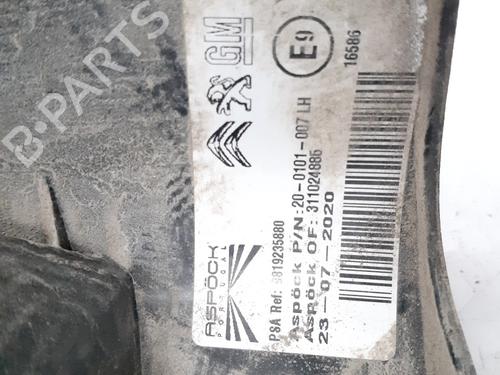 GM
E9
16586
ASPÖCK
PORTUGAL
PSA Ref: 9819235880
Aspöck P/N:20-0101-007 LH
Aspöck OF: 311024886
23-07-2020
B-PARTS